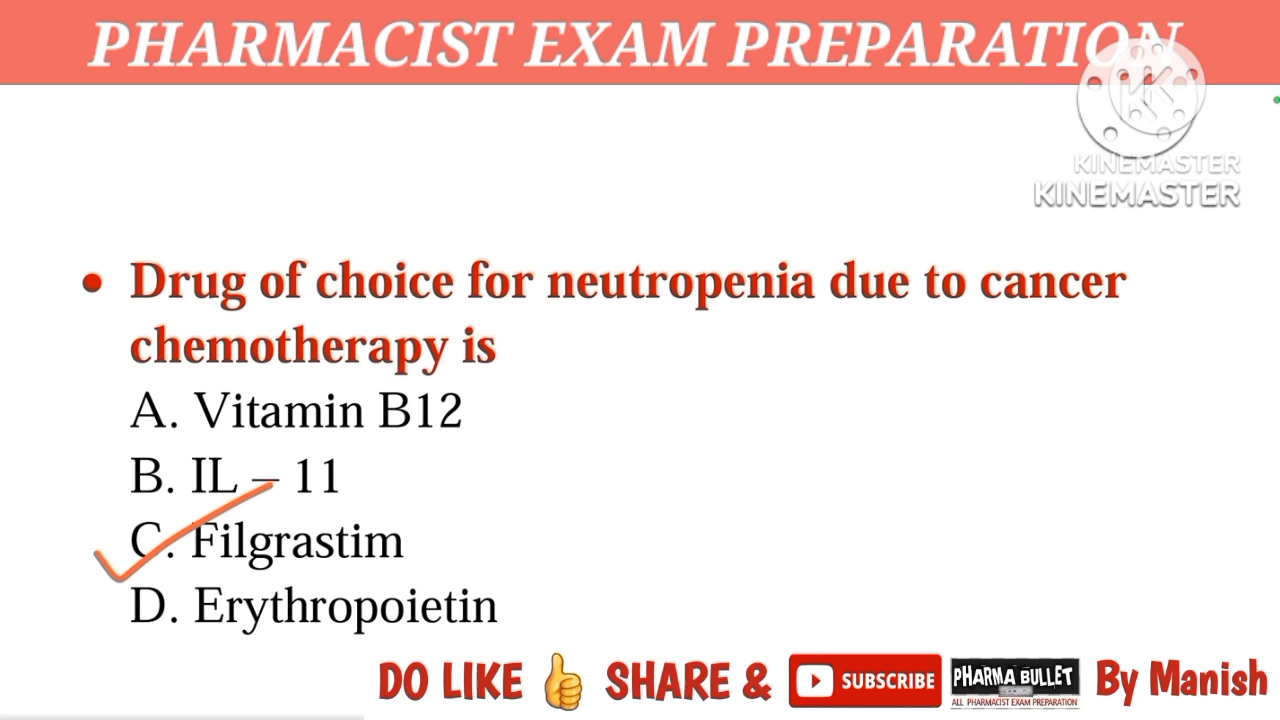 PHARMACIST EXAM PREPARATION
KINEMASTER
KINEMASTER
• Drug of choice for neutropenia due to cancer
chemotherapy is
A. Vitamin B12
B. IL – 11
C. Filgrastim
D. Erythropoietin
DO LIKE 👍 SHARE & SUBSCRIBE PHARMA BULLET By Manish
ALL PHARMACIST EXAM PREPARATION